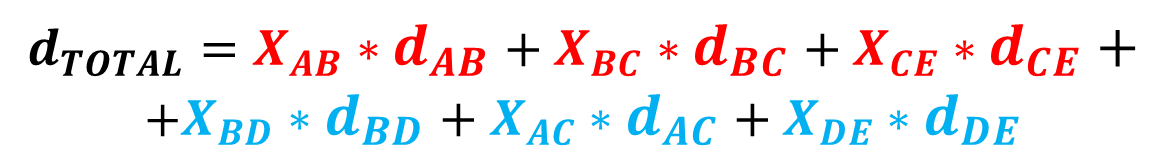 d_TOTAL = X_AB * d_AB + X_BC * d_BC + X_CE * d_CE +
+X_BD * d_BD + X_AC * d_AC + X_DE * d_DE